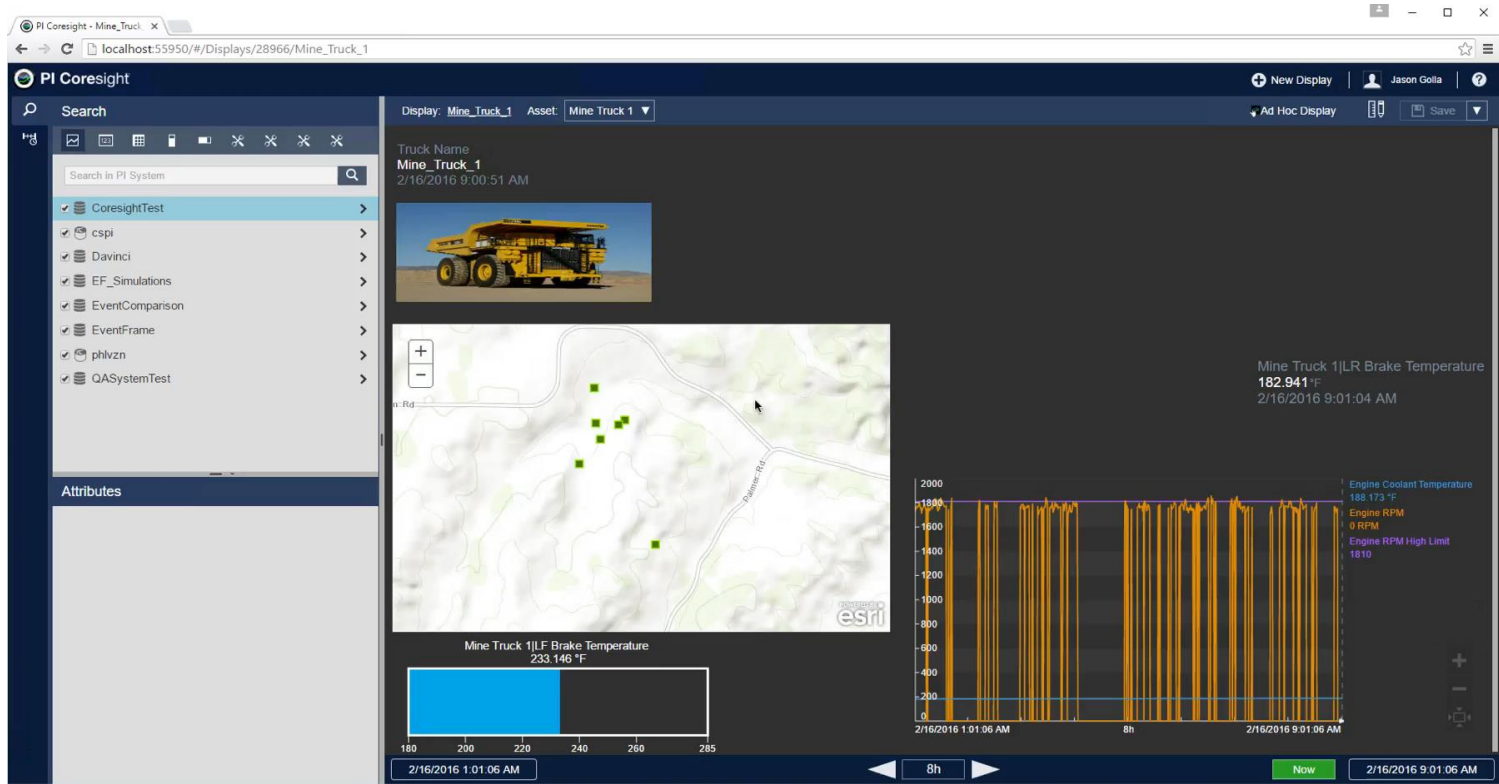 PI Coresight - Mine_Truck_
localhost:55950/#/Displays/28966/Mine_Truck_1
PI Coresight
New Display
Jason Golla
?
Search
Display: Mine_Truck_1 Asset: Mine Truck 1
Ad Hoc Display
Save
Search in PI System
CoresightTest
cspi
Davinci
EF_Simulations
EventComparison
EventFrame
phlvzn
QASystemTest
Attributes
Truck Name
Mine_Truck_1
2/16/2016 9:00:51 AM
+
−
n Rd
Palmer Rd
POWERED BY
esri
Mine Truck 1|LR Brake Temperature
182.941°F
2/16/2016 9:01:04 AM
Mine Truck 1|LF Brake Temperature
233.146 °F
180 200 220 240 260 285
2000
1800
1600
1400
1200
1000
800
600
400
200
0
2/16/2016 1:01:06 AM 8h 2/16/2016 9:01:06 AM
Engine Coolant Temperature
188.173 °F
Engine RPM
0 RPM
Engine RPM High Limit
1810
2/16/2016 1:01:06 AM
8h
Now
2/16/2016 9:01:06 AM